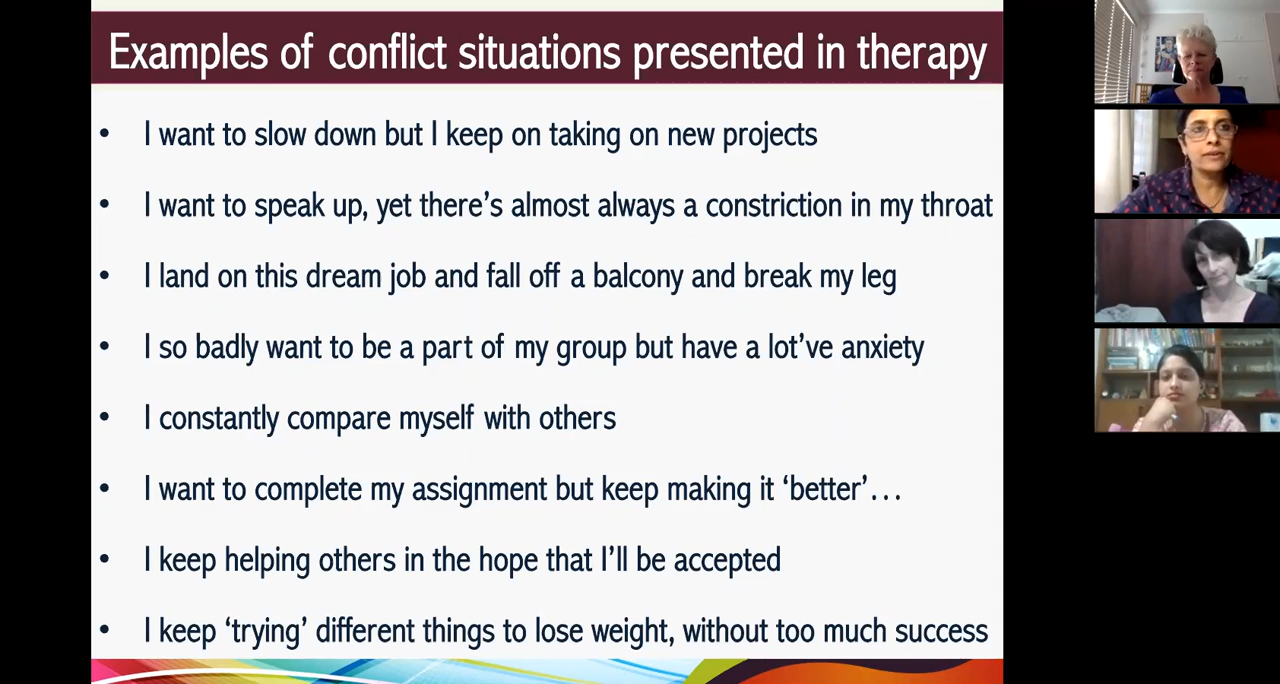 Examples of conflict situations presented in therapy
• I want to slow down but I keep on taking on new projects
• I want to speak up, yet there’s almost always a constriction in my throat
• I land on this dream job and fall off a balcony and break my leg
• I so badly want to be a part of my group but have a lot’ve anxiety
• I constantly compare myself with others
• I want to complete my assignment but keep making it ‘better’…
• I keep helping others in the hope that I’ll be accepted
• I keep ‘trying’ different things to lose weight, without too much success